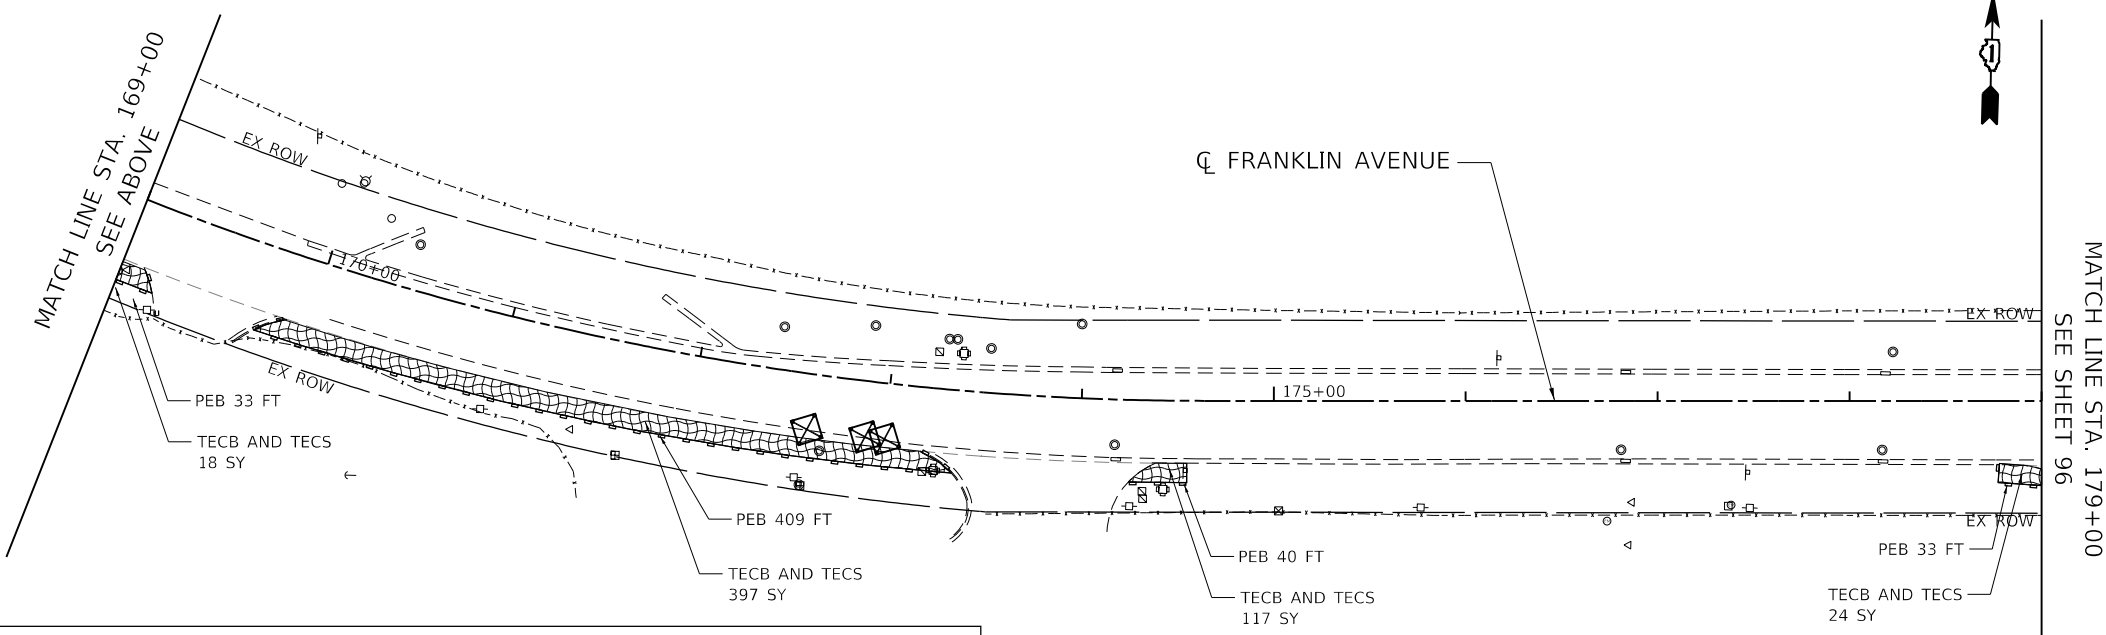 MATCH LINE STA. 169+00
SEE ABOVE
EX ROW
170+00
℄ FRANKLIN AVENUE
175+00
EX ROW
EX ROW
EX ROW
PEB 33 FT
TECB AND TECS
18 SY
PEB 409 FT
TECB AND TECS
397 SY
PEB 40 FT
TECB AND TECS
117 SY
PEB 33 FT
TECB AND TECS
24 SY
MATCH LINE STA. 179+00
SEE SHEET 96
1